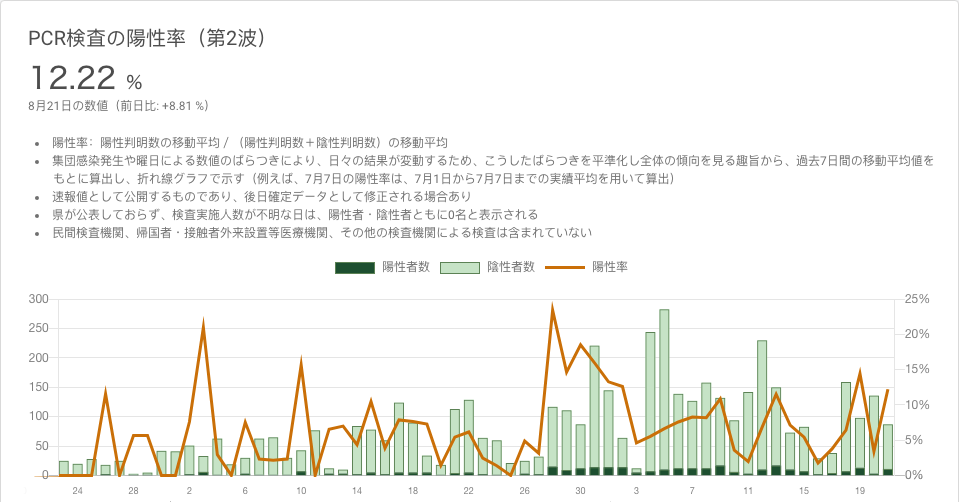 PCR検査の陽性率（第2波）
12.22 %
8月21日の数値（前日比: +8.81 %）
• 陽性率：陽性判明数の移動平均 / （陽性判明数＋陰性判明数）の移動平均
• 集団感染発生や曜日による数値のばらつきにより、日々の結果が変動するため、こうしたばらつきを平準化し全体の傾向を見る趣旨から、過去7日間の移動平均値を
もとに算出し、折れ線グラフで示す（例えば、7月7日の陽性率は、7月1日から7月7日までの実績平均を用いて算出）
• 速報値として公開するものであり、後日確定データとして修正される場合あり
• 県が公表しておらず、検査実施人数が不明な日は、陽性者・陰性者ともに0名と表示される
• 民間検査機関、帰国者・接触者外来設置等医療機関、その他の検査機関による検査は含まれていない
陽性者数 陰性者数 陽性率
300 25%
250 20%
200 15%
150 10%
100 5%
50 0%
0
24 28 2 6 10 14 18 22 26 30 3 7 11 15 19